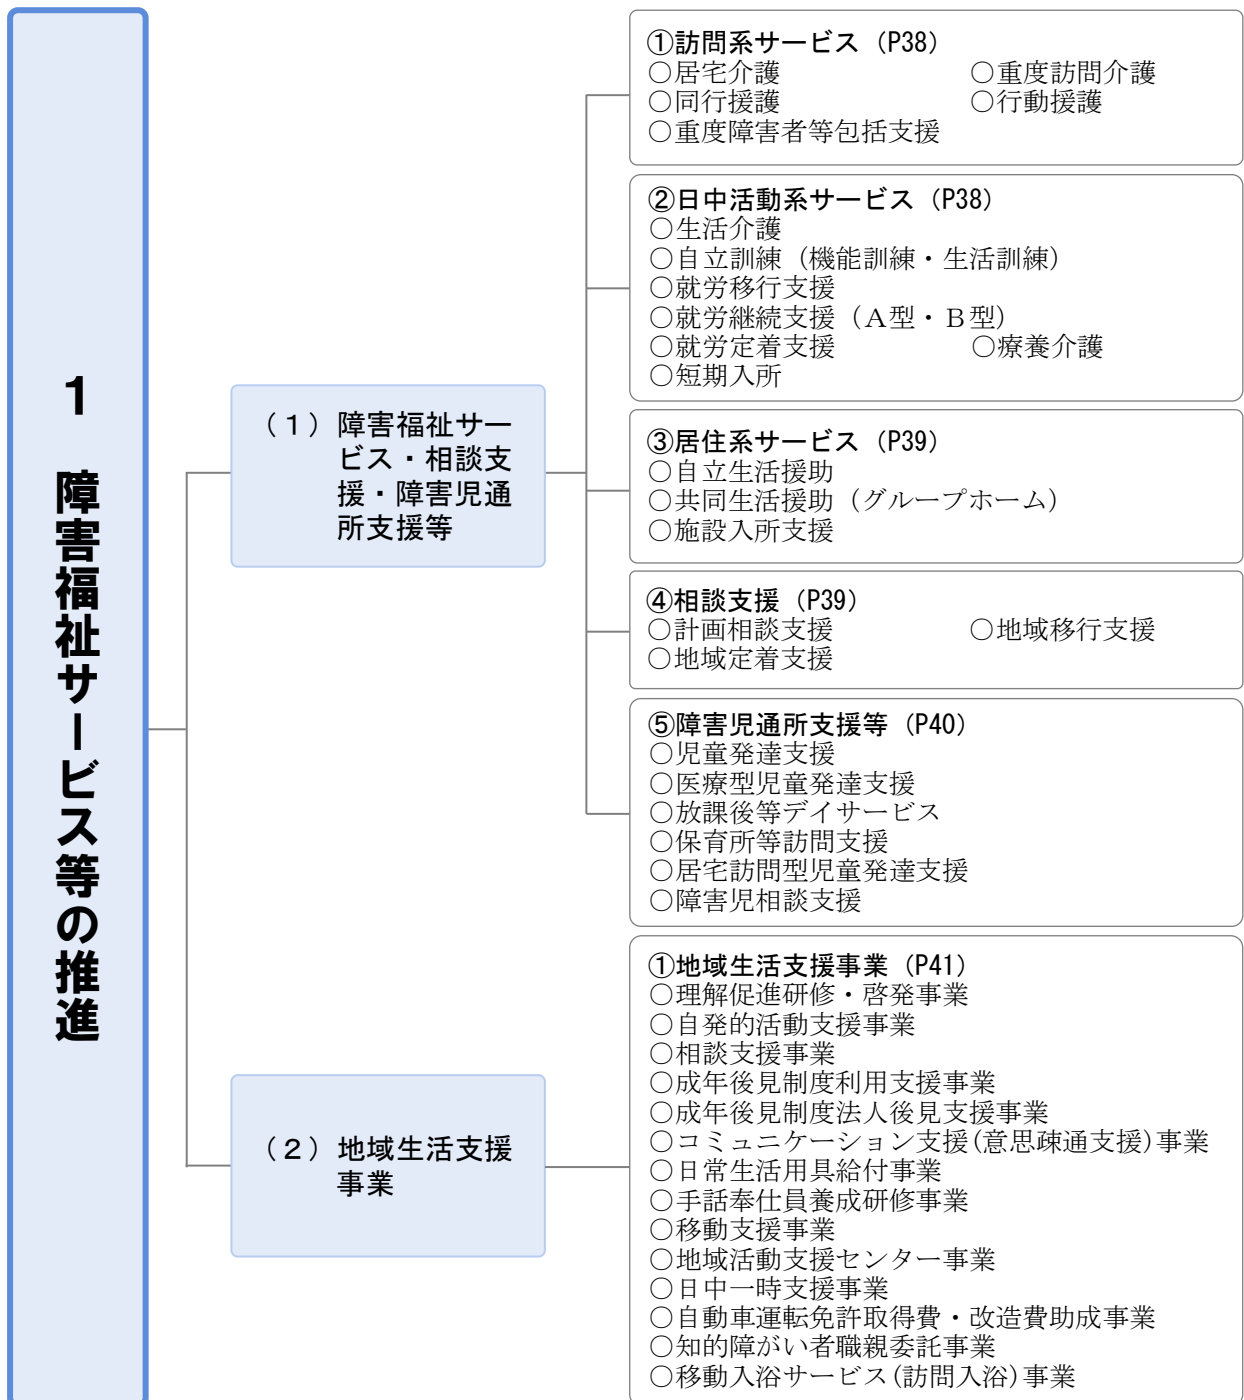 1 障害福祉サービス等の推進
（１）障害福祉サー
ビス・相談支
援・障害児通
所支援等
①訪問系サービス（P38）
○居宅介護 ○重度訪問介護
○同行援護 ○行動援護
○重度障害者等包括支援
②日中活動系サービス（P38）
○生活介護
○自立訓練（機能訓練・生活訓練）
○就労移行支援
○就労継続支援（Ａ型・Ｂ型）
○就労定着支援 ○療養介護
○短期入所
③居住系サービス（P39）
○自立生活援助
○共同生活援助（グループホーム）
○施設入所支援
④相談支援（P39）
○計画相談支援 ○地域移行支援
○地域定着支援
⑤障害児通所支援等（P40）
○児童発達支援
○医療型児童発達支援
○放課後等デイサービス
○保育所等訪問支援
○居宅訪問型児童発達支援
○障害児相談支援
（２）地域生活支援
事業
①地域生活支援事業（P41）
○理解促進研修・啓発事業
○自発的活動支援事業
○相談支援事業
○成年後見制度利用支援事業
○成年後見制度法人後見支援事業
○コミュニケーション支援(意思疎通支援)事業
○日常生活用具給付事業
○手話奉仕員養成研修事業
○移動支援事業
○地域活動支援センター事業
○日中一時支援事業
○自動車運転免許取得費・改造費助成事業
○知的障がい者職親委託事業
○移動入浴サービス(訪問入浴)事業